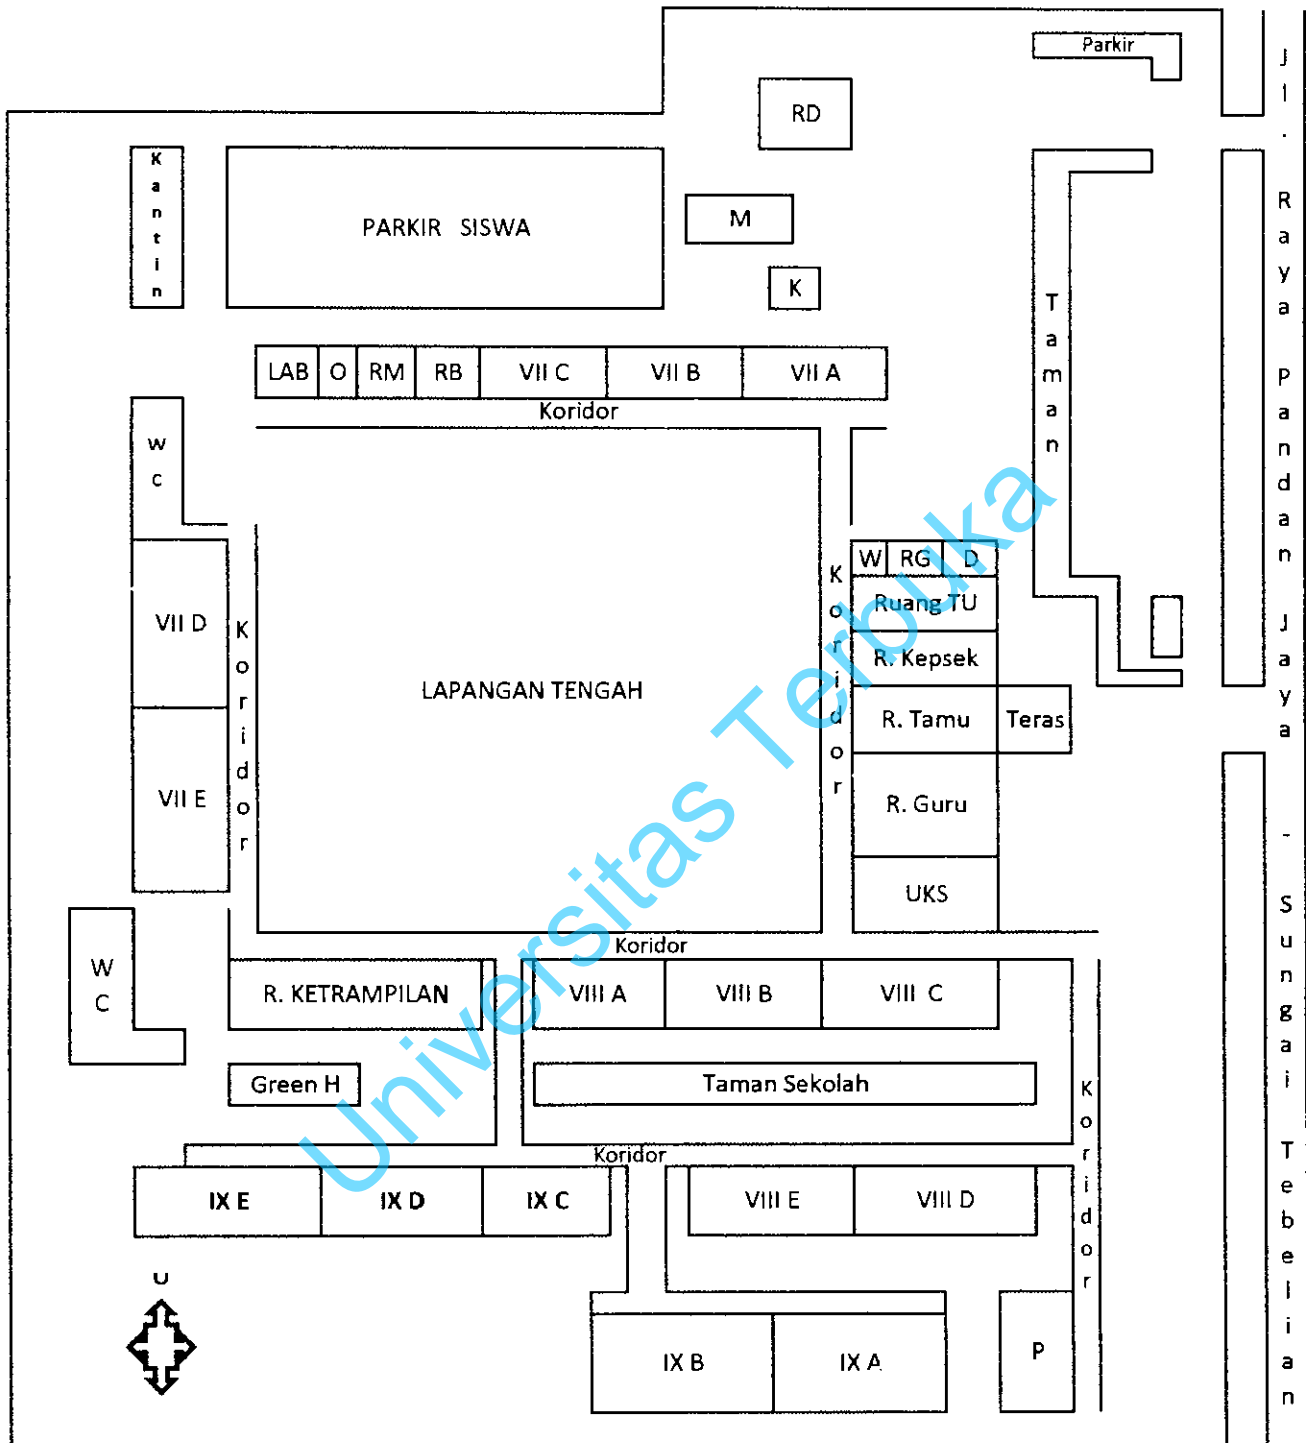 Parkir
RD
Kantin
PARKIR SISWA
M
K
LAB O RM RB VII C VII B VII A
Koridor
Taman
WC
W RG D
Ruang TU
R. Kepsek
R. Tamu Teras
R. Guru
UKS
Koridor
VII D
VII E
Koridor
LAPANGAN TENGAH
Koridor
WC
R. KETRAMPILAN VIII A VIII B VIII C
Green H Taman Sekolah
Koridor
Koridor
IX E IX D IX C VIII E VIII D
U
IX B IX A P
Jl. Raya Pandan Jaya - Sungai Tebelian
Universitas Terbuka